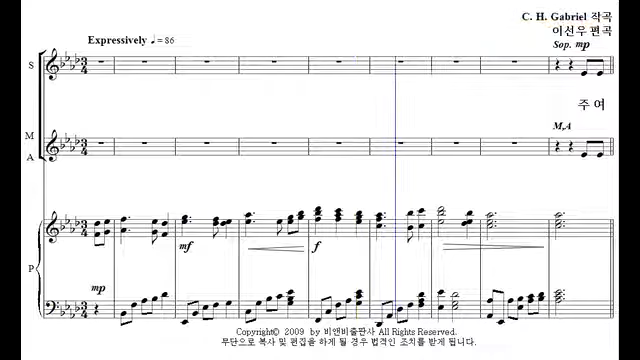 C. H. Gabriel 작곡
이선우 편곡
Expressively ♩= 86
Sop. mp
S
주 여
M,A
M
A
mf
f
P
mp
Copyright© 2009 by 비앤비출판사 All Rights Reserved.
무단으로 복사 및 편집을 하게 될 경우 법적인 조치를 받게 됩니다.